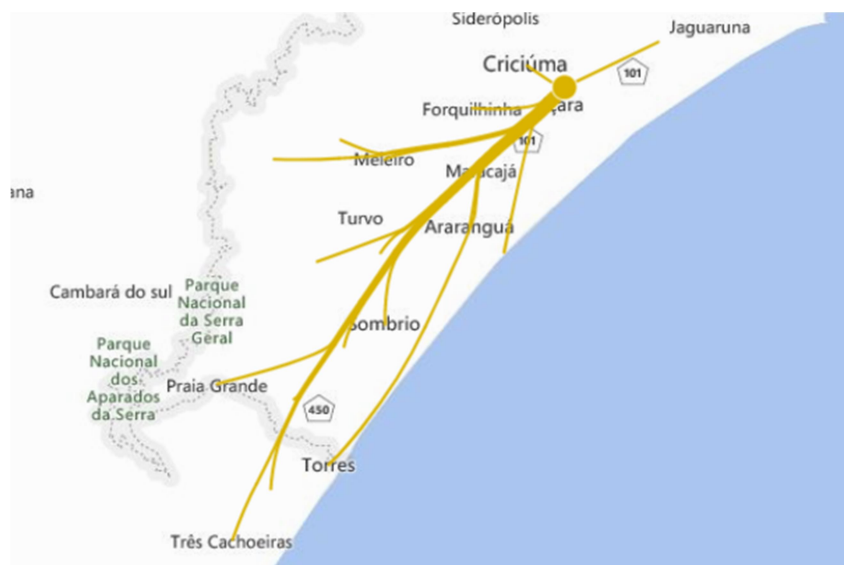 Siderópolis
Jaguaruna
Criciúma
101
Forquilhinha
101
Meleiro
Turvo
Araranguá
Cambará do sul
Parque
Nacional
da Serra
Geral
Sombrio
Parque
Nacional
dos
Aparados
da Serra
Praia Grande
450
Torres
Três Cachoeiras